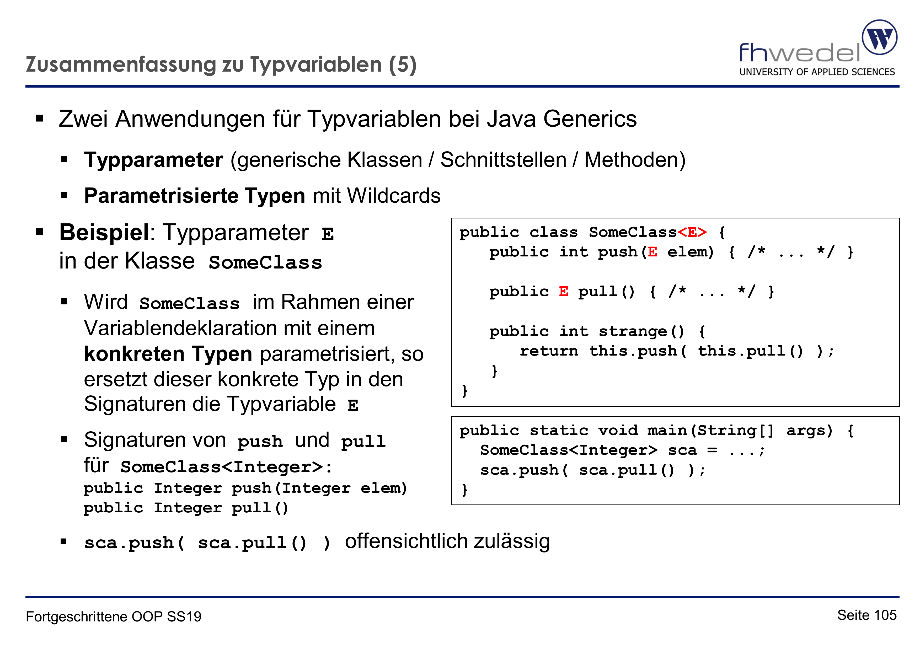 Zusammenfassung zu Typvariablen (5)
fhwedel
UNIVERSITY OF APPLIED SCIENCES
▪ Zwei Anwendungen für Typvariablen bei Java Generics
▪ Typparameter (generische Klassen / Schnittstellen / Methoden)
▪ Parametrisierte Typen mit Wildcards
▪ Beispiel: Typparameter E
in der Klasse SomeClass
▪ Wird SomeClass im Rahmen einer
Variablendeklaration mit einem
konkreten Typen parametrisiert, so
ersetzt dieser konkrete Typ in den
Signaturen die Typvariable E
▪ Signaturen von push und pull
für SomeClass<Integer>:
public Integer push(Integer elem)
public Integer pull()
▪ sca.push( sca.pull() ) offensichtlich zulässig
public class SomeClass<E> {
public int push(E elem) { /* ... */ }
public E pull() { /* ... */ }
public int strange() {
return this.push( this.pull() );
}
}
public static void main(String[] args) {
SomeClass<Integer> sca = ...;
sca.push( sca.pull() );
}
Fortgeschrittene OOP SS19
Seite 105